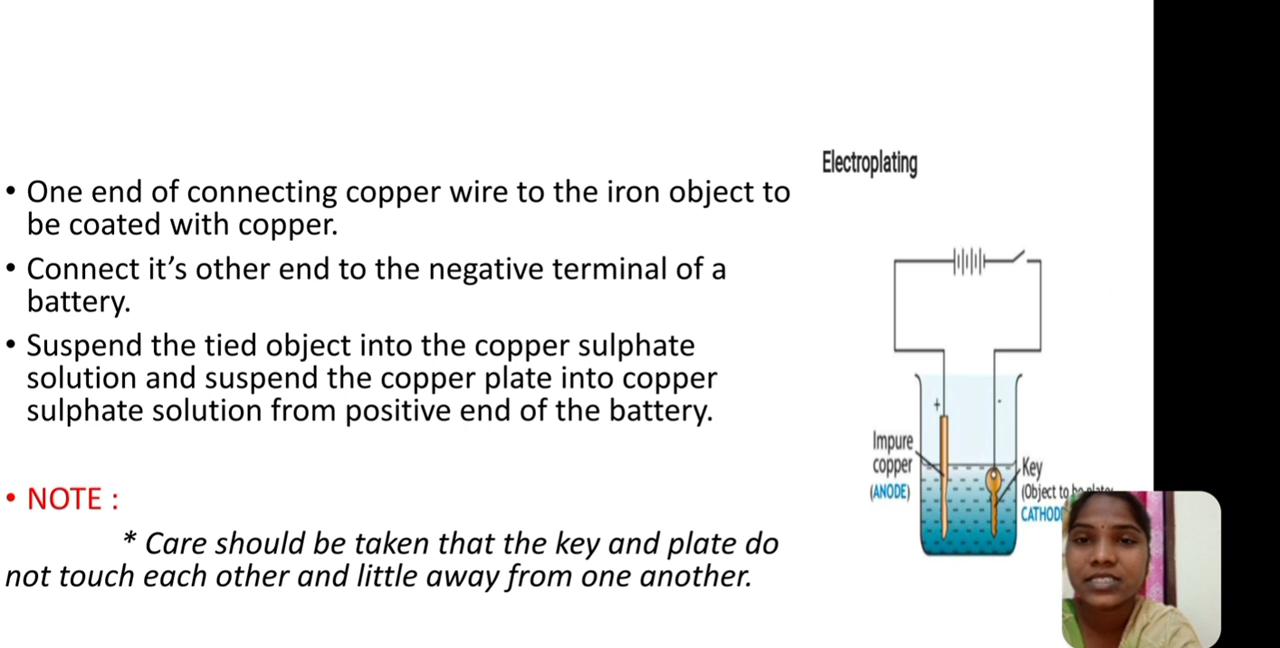 Electroplating
• One end of connecting copper wire to the iron object to
be coated with copper.
• Connect it’s other end to the negative terminal of a
battery.
• Suspend the tied object into the copper sulphate
solution and suspend the copper plate into copper
sulphate solution from positive end of the battery.
• NOTE :
* Care should be taken that the key and plate do
not touch each other and little away from one another.
+
-
Impure
copper
(ANODE)
Key
(Object to be